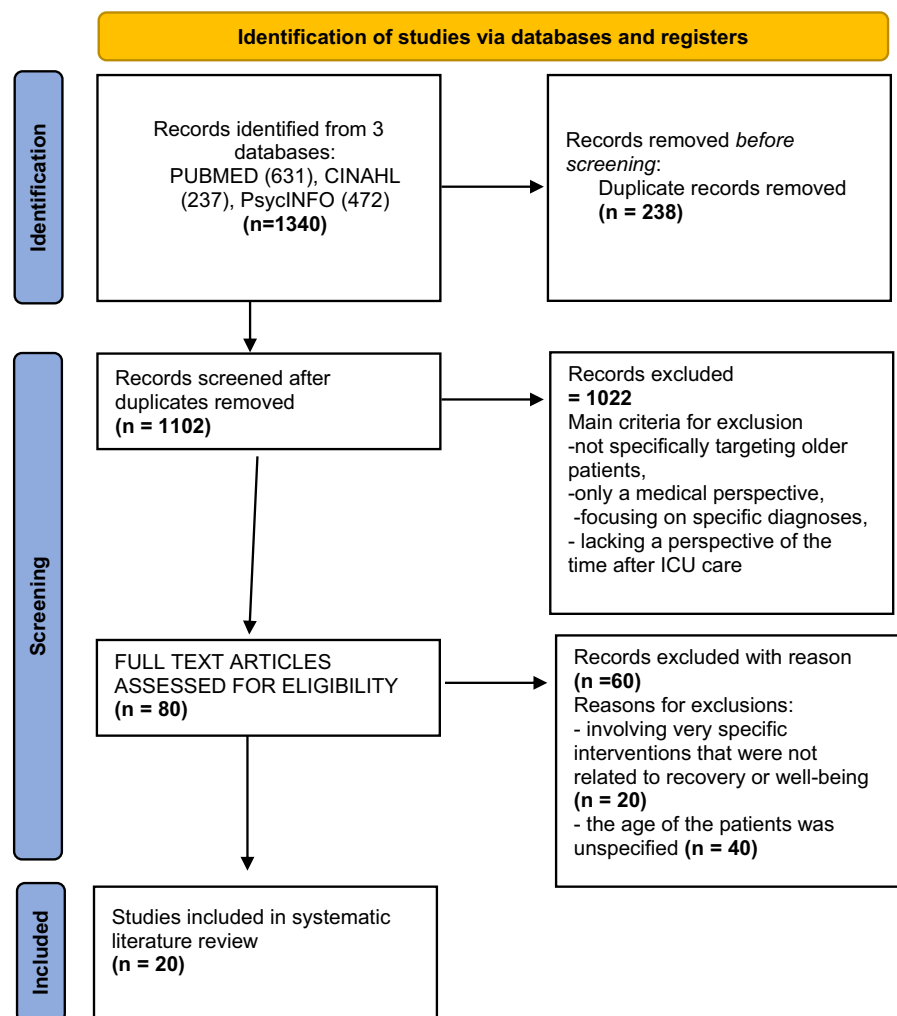 Identification of studies via databases and registers
Identification
Records identified from 3
databases:
PUBMED (631), CINAHL
(237), PsycINFO (472)
(n=1340)
Records removed before
screening:
Duplicate records removed
(n = 238)
Screening
Records screened after
duplicates removed
(n = 1102)
Records excluded
= 1022
Main criteria for exclusion
-not specifically targeting older
patients,
-only a medical perspective,
-focusing on specific diagnoses,
- lacking a perspective of the
time after ICU care
FULL TEXT ARTICLES
ASSESSED FOR ELIGIBILITY
(n = 80)
Records excluded with reason
(n =60)
Reasons for exclusions:
- involving very specific
interventions that were not
related to recovery or well-being
(n = 20)
- the age of the patients was
unspecified (n = 40)
Included
Studies included in systematic
literature review
(n = 20)